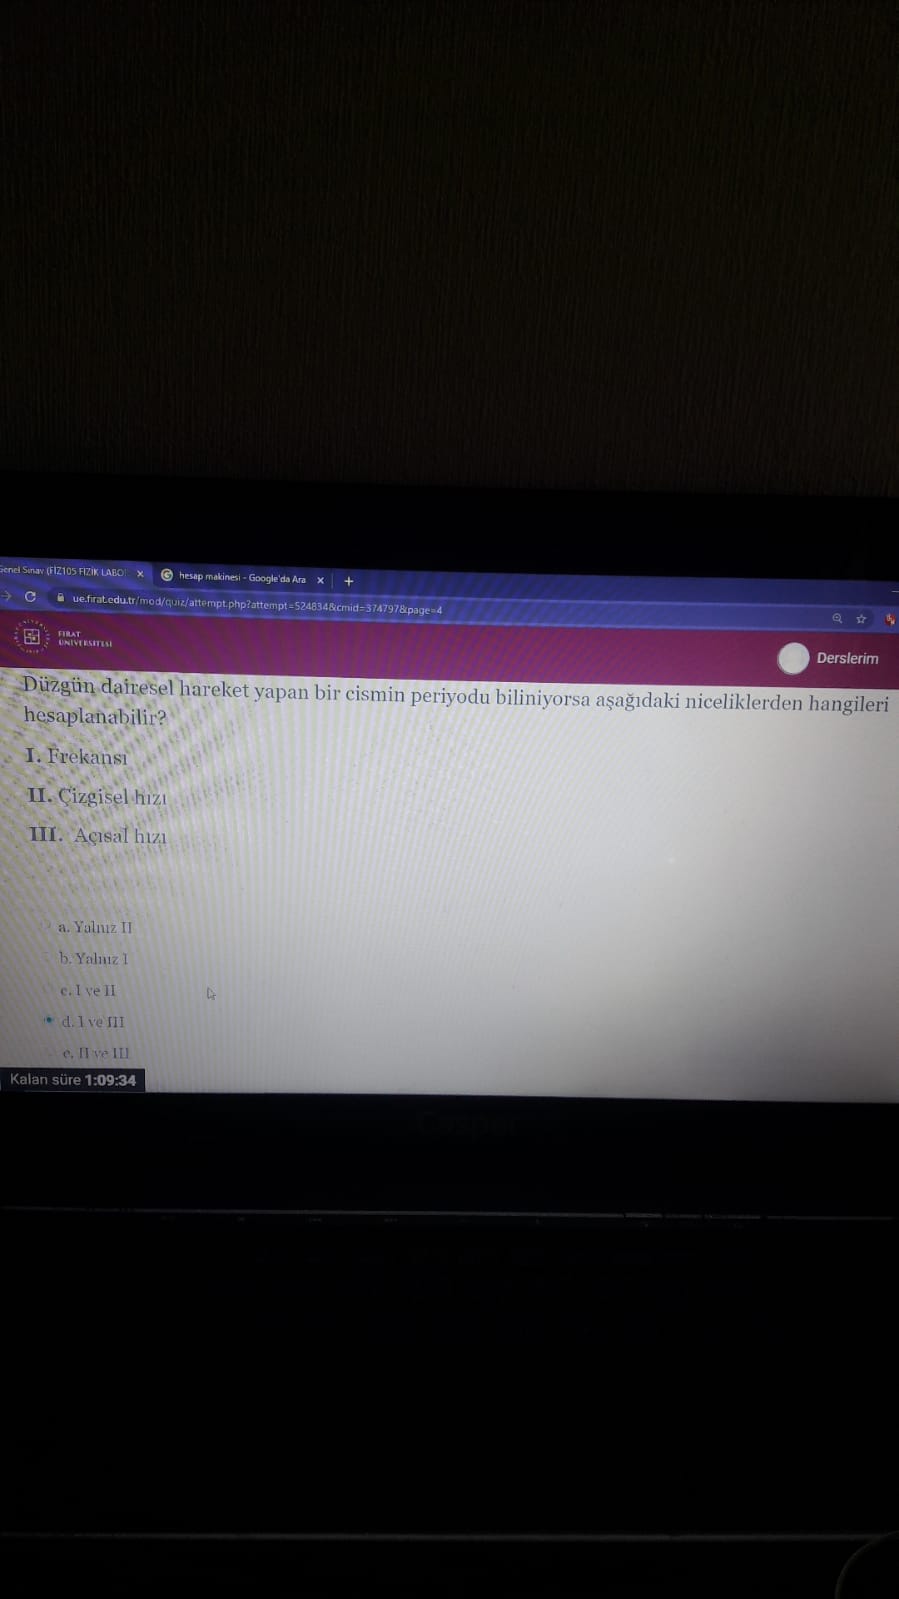 Genel Sınav (FİZ105 FİZİK LABO
hesap makinesi - Google'da Ara
ue.firat.edu.tr/mod/quiz/attempt.php?attempt=524834&cmid=374797&page=4
FIRAT
ÜNİVERSİTESİ
Derslerim
Düzgün dairesel hareket yapan bir cismin periyodu biliniyorsa aşağıdaki niceliklerden hangileri
hesaplanabilir?
I. Frekansı
II. Çizgisel hızı
III. Açısal hızı
a. Yalnız II
b. Yalnız I
c. I ve II
d. I ve III
e. II ve III
Kalan süre 1:09:34
Casper